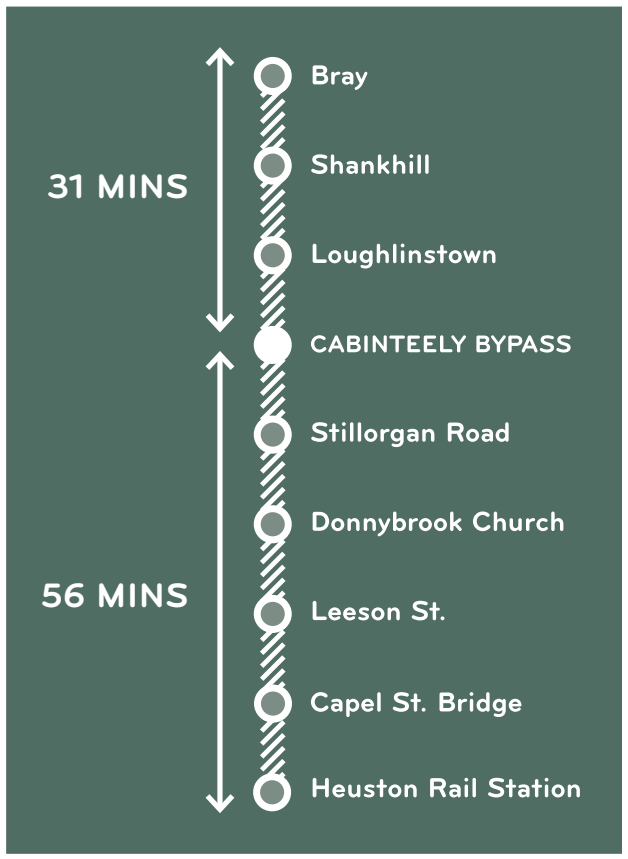 Bray
Shankhill
31 MINS
Loughlinstown
CABINTEELY BYPASS
Stillorgan Road
Donnybrook Church
56 MINS
Leeson St.
Capel St. Bridge
Heuston Rail Station